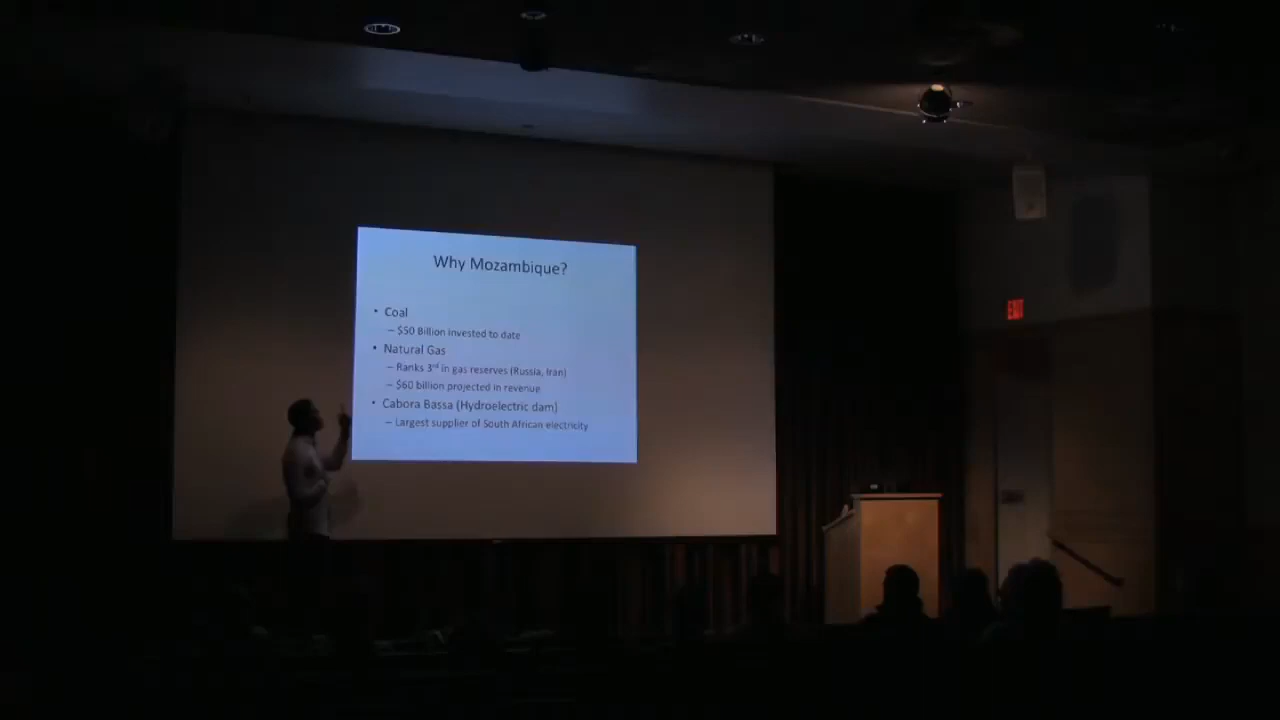 Why Mozambique?
• Coal
– $50 Billion invested to date
• Natural Gas
– Ranks 3rd in gas reserves (Russia, Iran)
– $60 billion projected in revenue
• Cabora Bassa (Hydroelectric dam)
– Largest supplier of South African electricity
EXIT